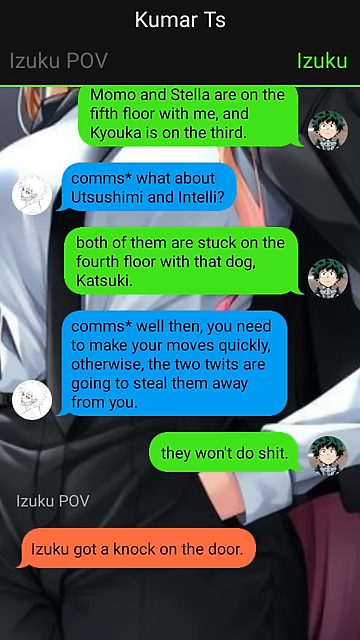 Kumar Ts
Izuku POV
Izuku
Momo and Stella are on the
fifth floor with me, and
Kyouka is on the third.
comms* what about
Utsushimi and Intelli?
both of them are stuck on the
fourth floor with that dog,
Katsuki.
comms* well then, you need
to make your moves quickly,
otherwise, the two twits are
going to steal them away
from you.
they won't do shit.
Izuku POV
Izuku got a knock on the door.